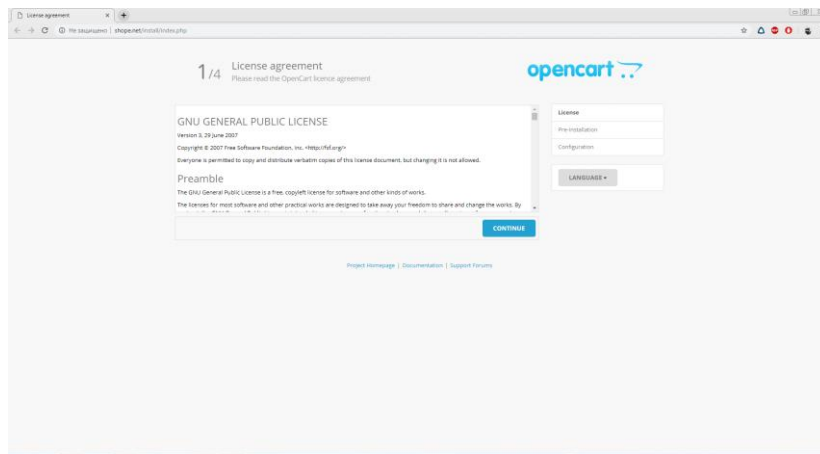 License agreement
Не защищено | shope.net/install/index.php
1/4
License agreement
Please read the OpenCart licence agreement
opencart
GNU GENERAL PUBLIC LICENSE
Version 3, 29 June 2007
Copyright © 2007 Free Software Foundation, Inc. <http://fsf.org/>
Everyone is permitted to copy and distribute verbatim copies of this license document, but changing it is not allowed.
Preamble
The GNU General Public License is a free, copyleft license for software and other kinds of works.
The licenses for most software and other practical works are designed to take away your freedom to share and change the works. By
License
Pre-Installation
Configuration
LANGUAGE
CONTINUE
Project Homepage | Documentation | Support Forums